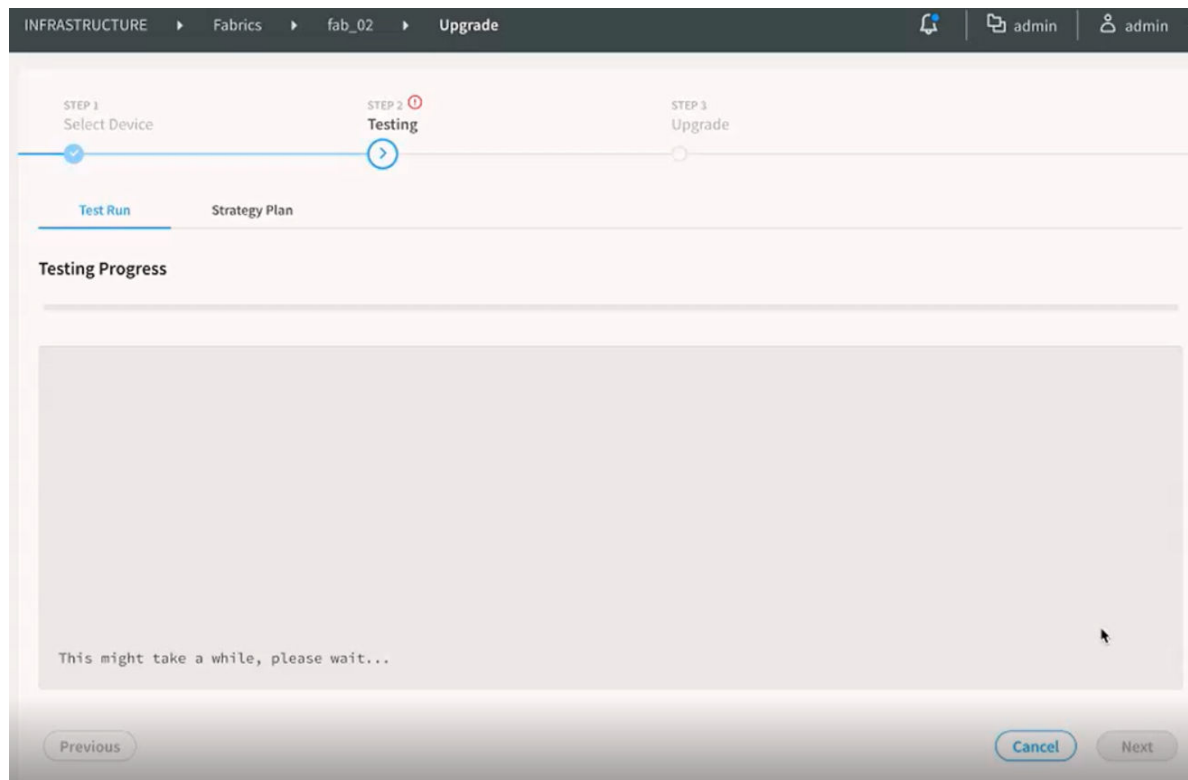 INFRASTRUCTURE Fabrics fab_02 Upgrade admin admin
STEP 1 STEP 2 STEP 3
Select Device Testing Upgrade
Test Run Strategy Plan
Testing Progress
This might take a while, please wait...
Previous Cancel Next